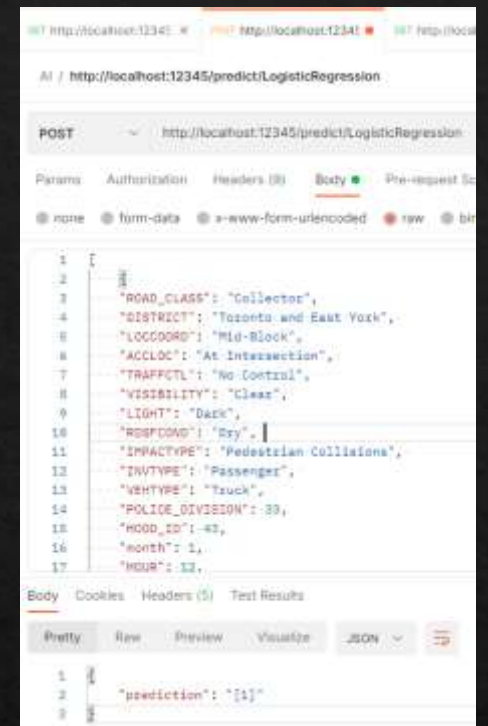 http://localhost:12345 POST http://localhost:12345
/ http://localhost:12345/predict/LogisticRegression
POST http://localhost:12345/predict/LogisticRegression
Params Authorization Headers (9) Body Pre-request Sc
none form-data x-www-form-urlencoded raw bin
1 [
2 {
3 "ROAD_CLASS": "Collector",
4 "DISTRICT": "Toronto and East York",
5 "LOCCOORD": "Mid-Block",
6 "ACCLOC": "At Intersection",
7 "TRAFFCTL": "No Control",
8 "VISIBILITY": "Clear",
9 "LIGHT": "Dark",
10 "RDSFCOND": "Dry",
11 "IMPACTYPE": "Pedestrian Collisions",
12 "INVTYPE": "Passenger",
13 "VEHTYPE": "Truck",
14 "POLICE_DIVISION": 33,
15 "HOOD_ID": 43,
16 "month": 1,
17 "HOUR": 12,
Body Cookies Headers (5) Test Results
Pretty Raw Preview Visualize JSON
1 {
2 "prediction": "[1]"
3 }